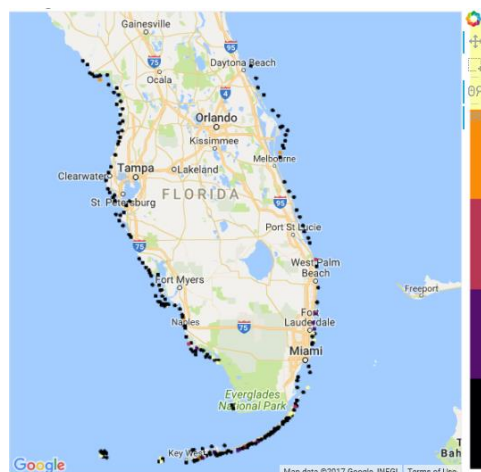 Gainesville
75
95
Daytona Beach
Ocala
4
Orlando
Kissimmee
Melbourne
Clearwater
Tampa
Lakeland
St. Petersburg
FLORIDA
95
Port St Lucie
75
West Palm
Beach
Fort Myers
Freeport
Fort
Lauderdale
Naples
75
Miami
Everglades
National Park
Key West
Google
Map data ©2017 Google, INEGI
Terms of Use
Bah